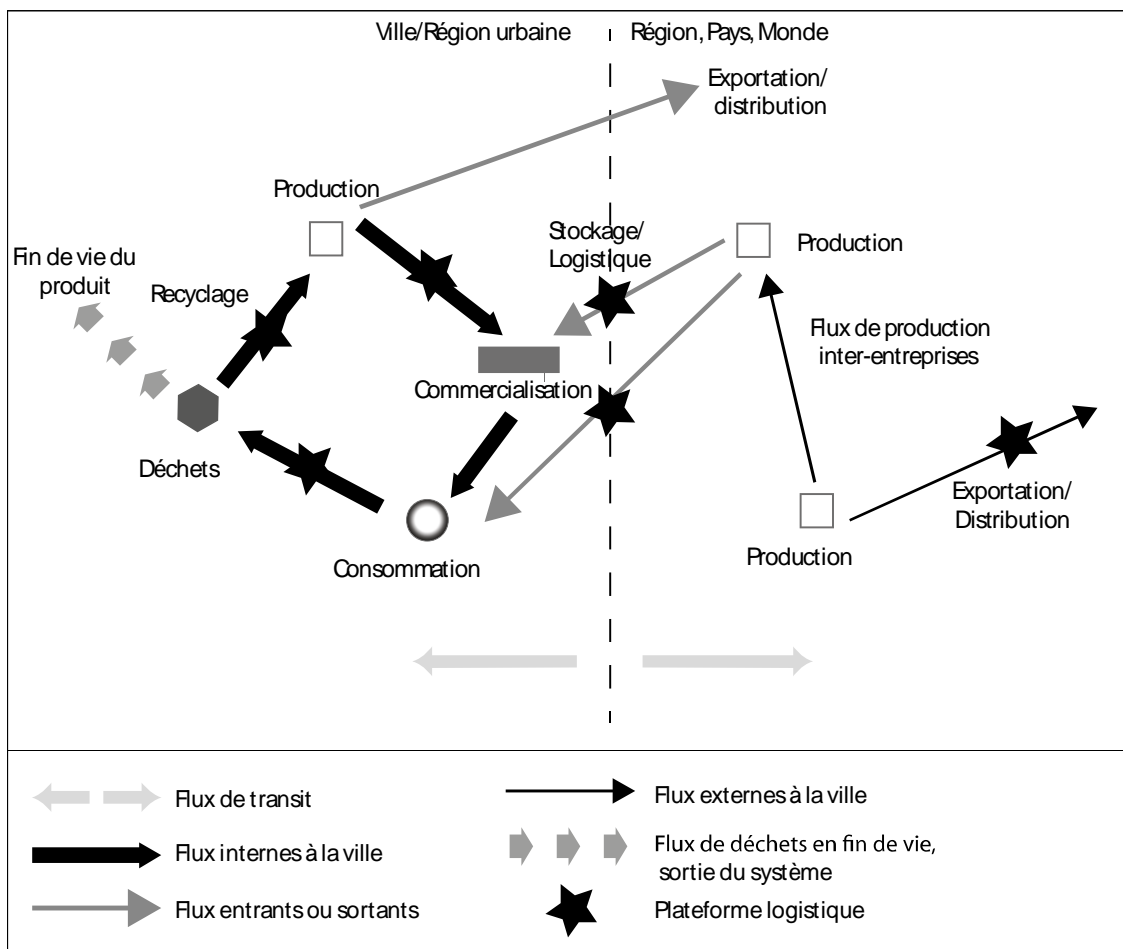 Ville/Région urbaine
Région, Pays, Monde
Exportation/
distribution
Production
Stockage/
Logistique
Production
Fin de vie du
produit
Recyclage
Flux de production
inter-entreprises
Commercialisation
Déchets
Exportation/
Distribution
Consommation
Production
Flux de transit
Flux externes à la ville
Flux internes à la ville
Flux de déchets en fin de vie,
sortie du système
Flux entrants ou sortants
Plateforme logistique